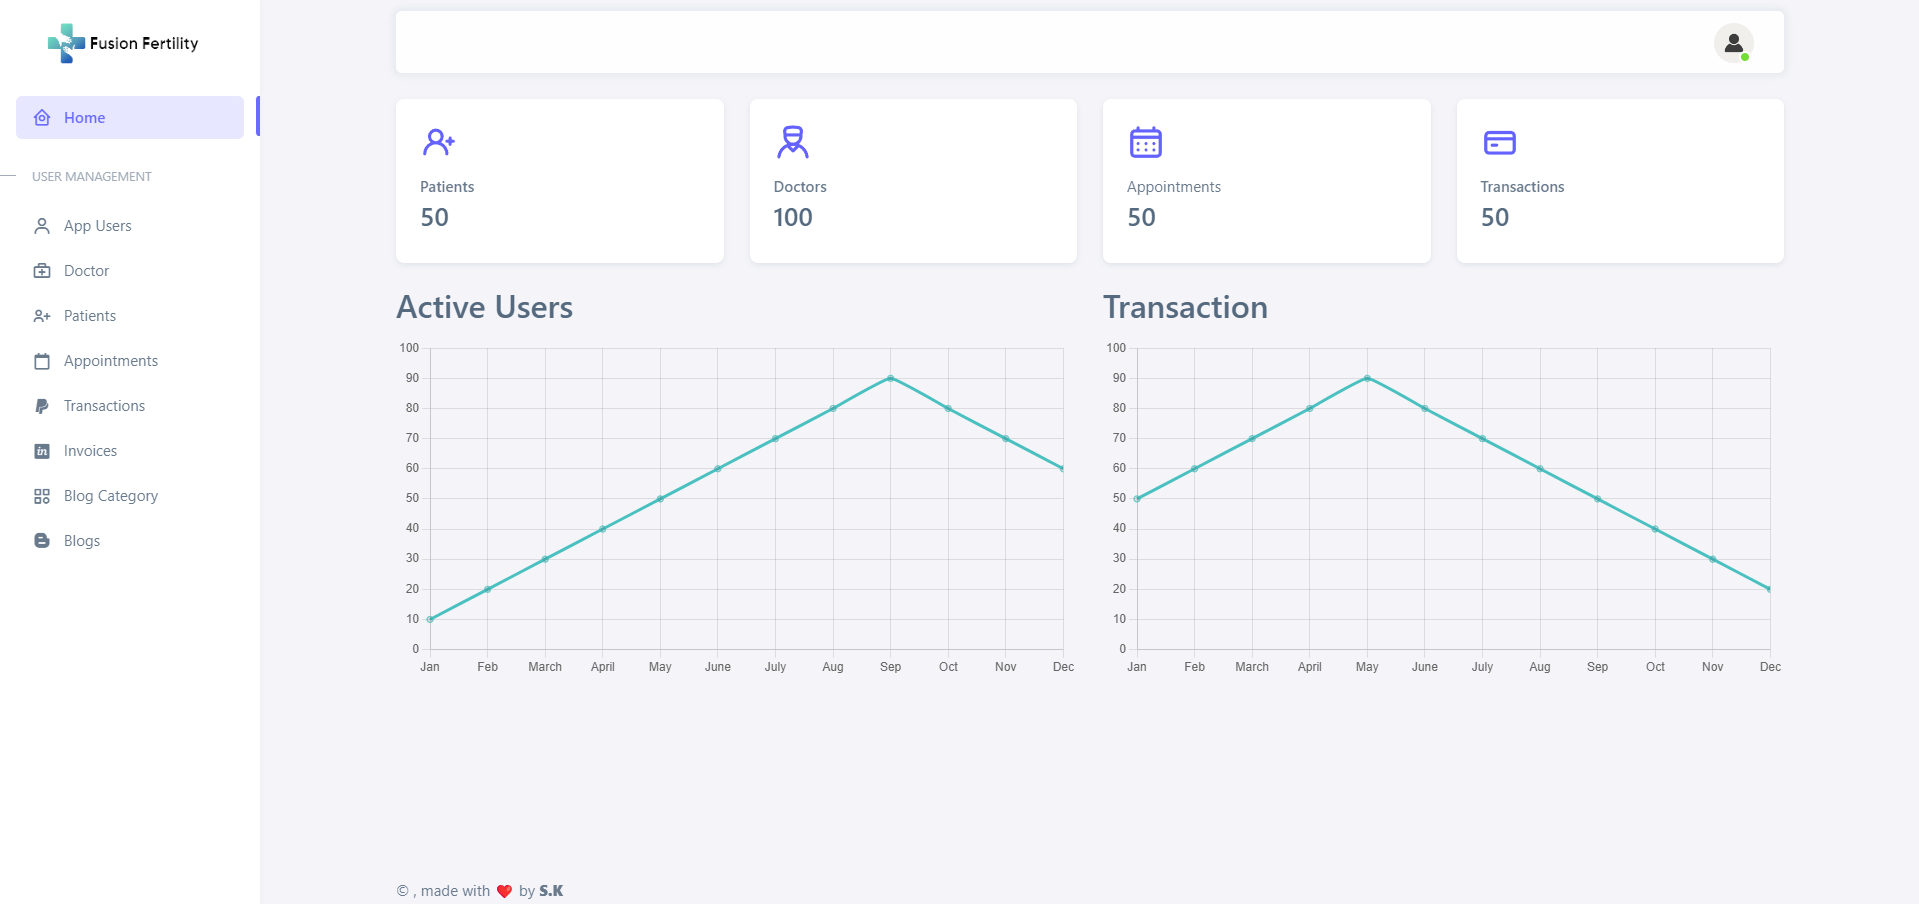 Fusion Fertility
Home
USER MANAGEMENT
App Users
Doctor
Patients
Appointments
Transactions
in Invoices
Blog Category
Blogs
Patients
50
Doctors
100
Appointments
50
Transactions
50
Active Users
100
90
80
70
60
50
40
30
20
10
0
Jan Feb March April May June July Aug Sep Oct Nov Dec
Transaction
100
90
80
70
60
50
40
30
20
10
0
Jan Feb March April May June July Aug Sep Oct Nov Dec
© , made with ❤️ by S.K